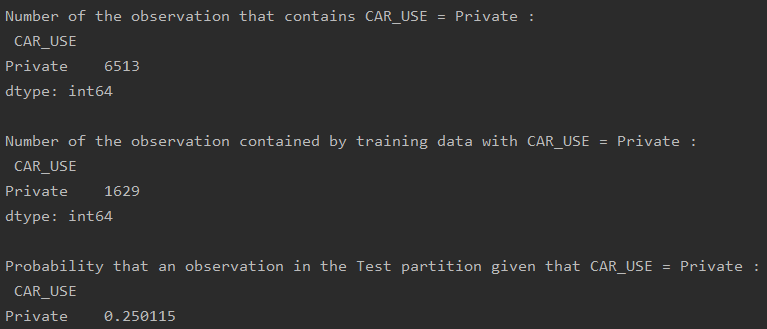 Number of the observation that contains CAR_USE = Private :
CAR_USE
Private    6513
dtype: int64
Number of the observation contained by training data with CAR_USE = Private :
CAR_USE
Private    1629
dtype: int64
Probability that an observation in the Test partition given that CAR_USE = Private :
CAR_USE
Private    0.250115